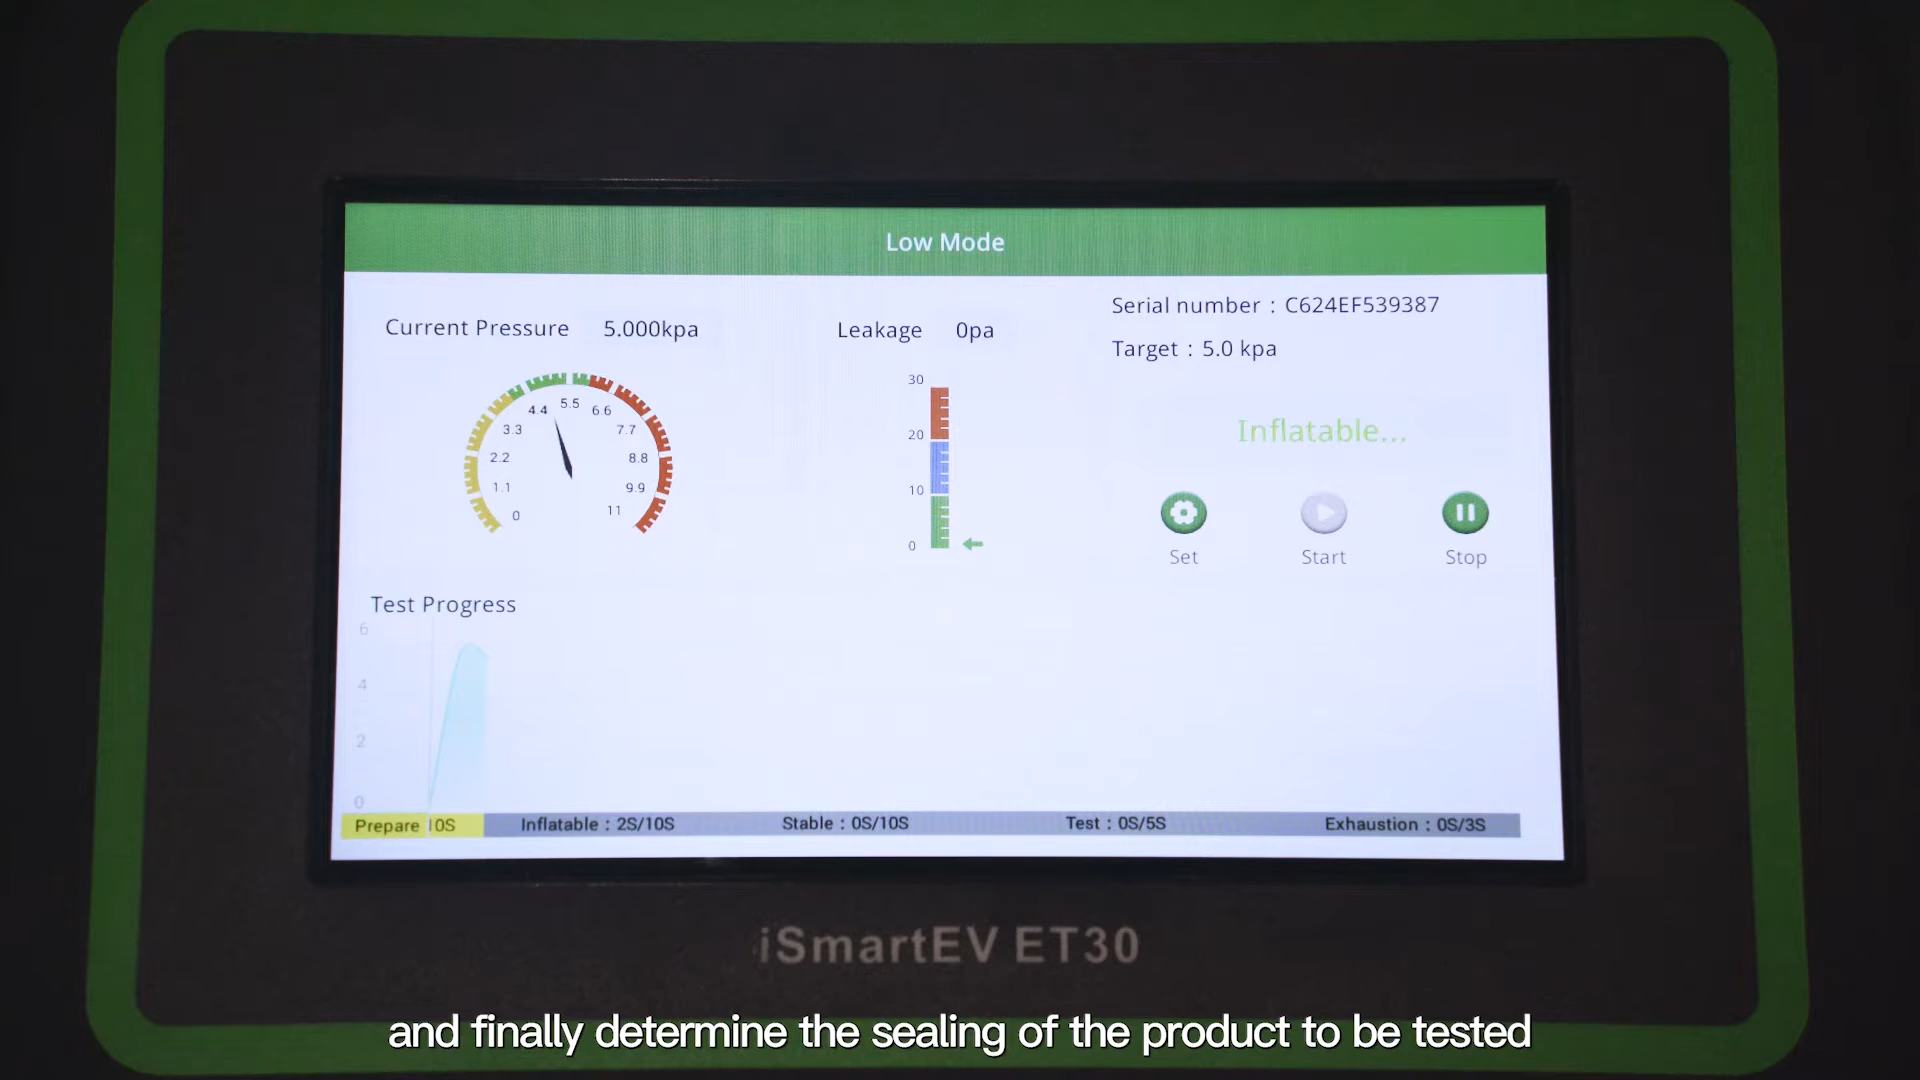 Low Mode
Current Pressure 5.000kpa
Leakage 0pa
Serial number : C624EF539387
Target : 5.0 kpa
0
1.1
2.2
3.3
4.4
5.5
6.6
7.7
8.8
9.9
11
30
20
10
0
Inflatable...
Set
Start
Stop
Test Progress
6
4
2
0
Prepare 10S
Inflatable : 2S/10S
Stable : 0S/10S
Test : 0S/5S
Exhaustion : 0S/3S
iSmartEV ET30
and finally determine the sealing of the product to be tested